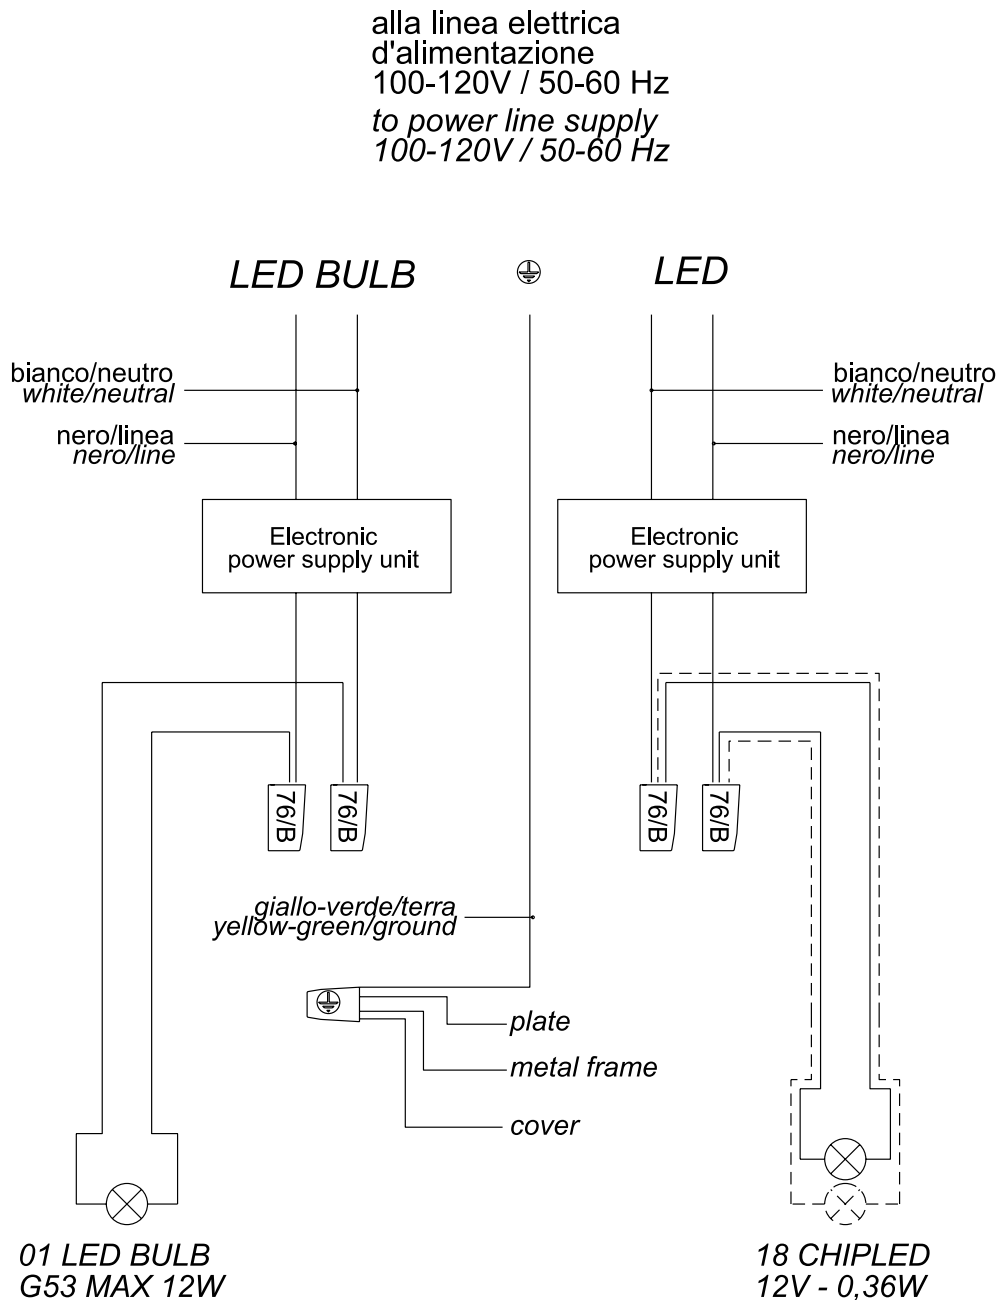 alla linea elettrica
d'alimentazione
100-120V / 50-60 Hz
to power line supply
100-120V / 50-60 Hz
LED BULB
LED
bianco/neutro
white/neutral
nero/linea
nero/line
bianco/neutro
white/neutral
nero/linea
nero/line
Electronic
power supply unit
Electronic
power supply unit
76/B
76/B
76/B
76/B
giallo-verde/terra
yellow-green/ground
plate
metal frame
cover
01 LED BULB
G53 MAX 12W
18 CHIPLED
12V - 0,36W